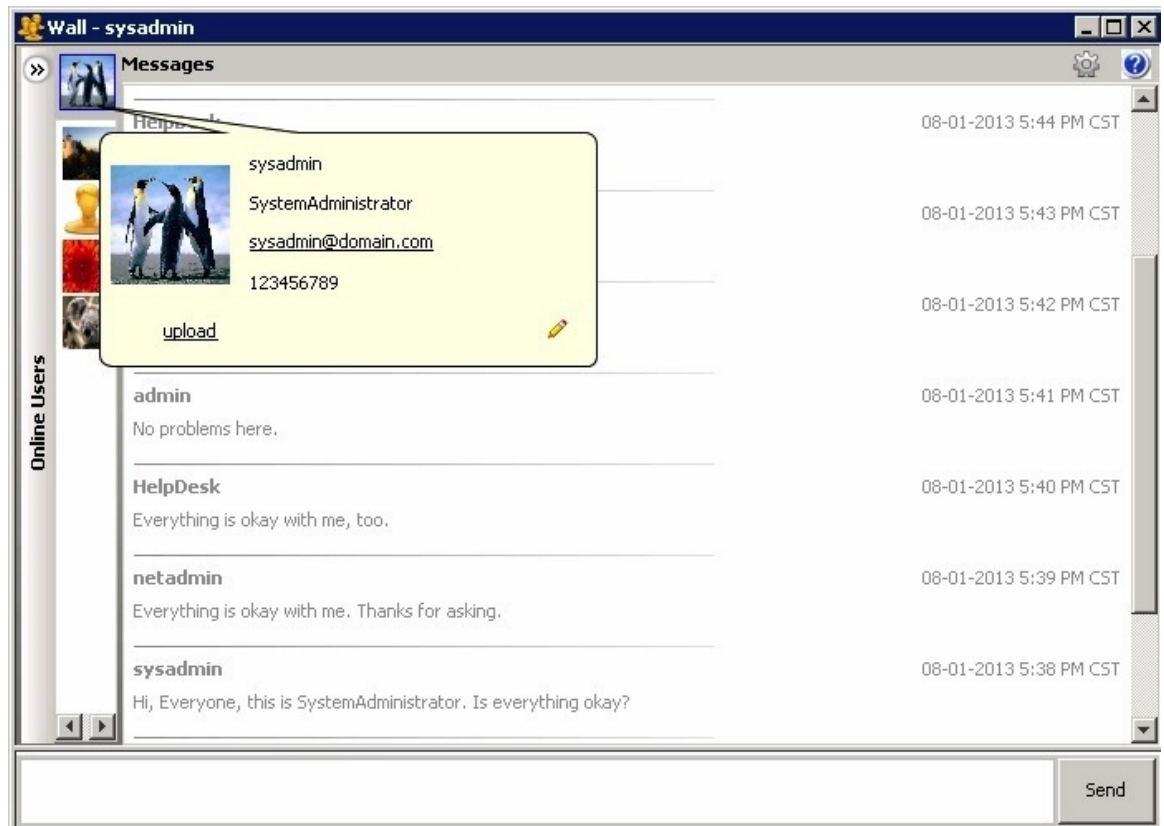 Wall - sysadmin
Messages
08-01-2013 5:44 PM CST
sysadmin
SystemAdministrator
sysadmin@domain.com
123456789
upload
08-01-2013 5:43 PM CST
08-01-2013 5:42 PM CST
Online Users
admin
08-01-2013 5:41 PM CST
No problems here.
HelpDesk
08-01-2013 5:40 PM CST
Everything is okay with me, too.
netadmin
08-01-2013 5:39 PM CST
Everything is okay with me. Thanks for asking.
sysadmin
08-01-2013 5:38 PM CST
Hi, Everyone, this is SystemAdministrator. Is everything okay?
Send